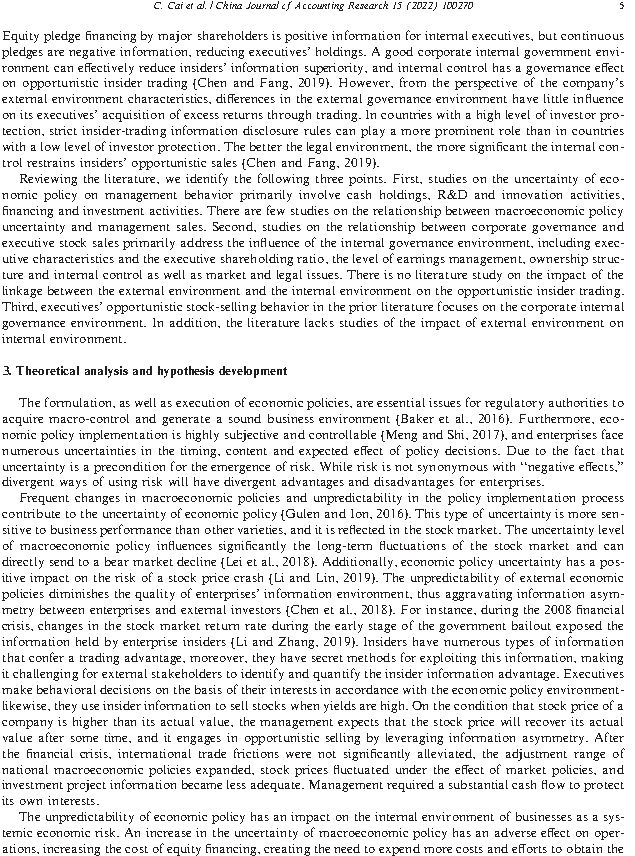 C. Cai et al. / China Journal of Accounting Research 15 (2022) 100270
5
Equity pledge financing by major shareholders is positive information for internal executives, but continuous
pledges are negative information, reducing executives' holdings. A good corporate internal government envi-
ronment can effectively reduce insiders' information superiority, and internal control has a governance effect
on opportunistic insider trading (Chen and Fang, 2019). However, from the perspective of the company's
external environment characteristics, differences in the external governance environment have little influence
on its executives' acquisition of excess returns through trading. In countries with a high level of investor pro-
tection, strict insider-trading information disclosure rules can play a more prominent role than in countries
with a low level of investor protection. The better the legal environment, the more significant the internal con-
trol restrains insiders' opportunistic sales (Chen and Fang, 2019).
Reviewing the literature, we identify the following three points. First, studies on the uncertainty of eco-
nomic policy on management behavior primarily involve cash holdings, R&D and innovation activities,
financing and investment activities. There are few studies on the relationship between macroeconomic policy
uncertainty and management sales. Second, studies on the relationship between corporate governance and
executive stock sales primarily address the influence of the internal governance environment, including exec-
utive characteristics and the executive shareholding ratio, the level of earnings management, ownership struc-
ture and internal control as well as market and legal issues. There is no literature study on the impact of the
linkage between the external environment and the internal environment on the opportunistic insider trading.
Third, executives' opportunistic stock-selling behavior in the prior literature focuses on the corporate internal
governance environment. In addition, the literature lacks studies of the impact of external environment on
internal environment.
3. Theoretical analysis and hypothesis development
The formulation, as well as execution of economic policies, are essential issues for regulatory authorities to
acquire macro-control and generate a sound business environment (Baker et al., 2016). Furthermore, eco-
nomic policy implementation is highly subjective and controllable (Meng and Shi, 2017), and enterprises face
numerous uncertainties in the timing, content and expected effect of policy decisions. Due to the fact that
uncertainty is a precondition for the emergence of risk. While risk is not synonymous with "negative effects,"
divergent ways of using risk will have divergent advantages and disadvantages for enterprises.
Frequent changes in macroeconomic policies and unpredictability in the policy implementation process
contribute to the uncertainty of economic policy (Gulen and Ion, 2016). This type of uncertainty is more sen-
sitive to business performance than other varieties, and it is reflected in the stock market. The uncertainty level
of macroeconomic policy influences significantly the long-term fluctuations of the stock market and can
directly send to a bear market decline (Lei et al., 2018). Additionally, economic policy uncertainty has a pos-
itive impact on the risk of a stock price crash (Li and Lin, 2019). The unpredictability of external economic
policies diminishes the quality of enterprises' information environment, thus aggravating information asym-
metry between enterprises and external investors (Chen et al., 2018). For instance, during the 2008 financial
crisis, changes in the stock market return rate during the early stage of the government bailout exposed the
information held by enterprise insiders (Li and Zhang, 2019). Insiders have numerous types of information
that confer a trading advantage, moreover, they have secret methods for exploiting this information, making
it challenging for external stakeholders to identify and quantify the insider information advantage. Executives
make behavioral decisions on the basis of their interests in accordance with the economic policy environment-
likewise, they use insider information to sell stocks when yields are high. On the condition that stock price of a
company is higher than its actual value, the management expects that the stock price will recover its actual
value after some time, and it engages in opportunistic selling by leveraging information asymmetry. After
the financial crisis, international trade frictions were not significantly alleviated, the adjustment range of
national macroeconomic policies expanded, stock prices fluctuated under the effect of market policies, and
investment project information became less adequate. Management required a substantial cash flow to protect
its own interests.
The unpredictability of economic policy has an impact on the internal environment of businesses as a sys-
temic economic risk. An increase in the uncertainty of macroeconomic policy has an adverse effect on oper-
ations, increasing the cost of equity financing, creating the need to expend more costs and efforts to obtain the